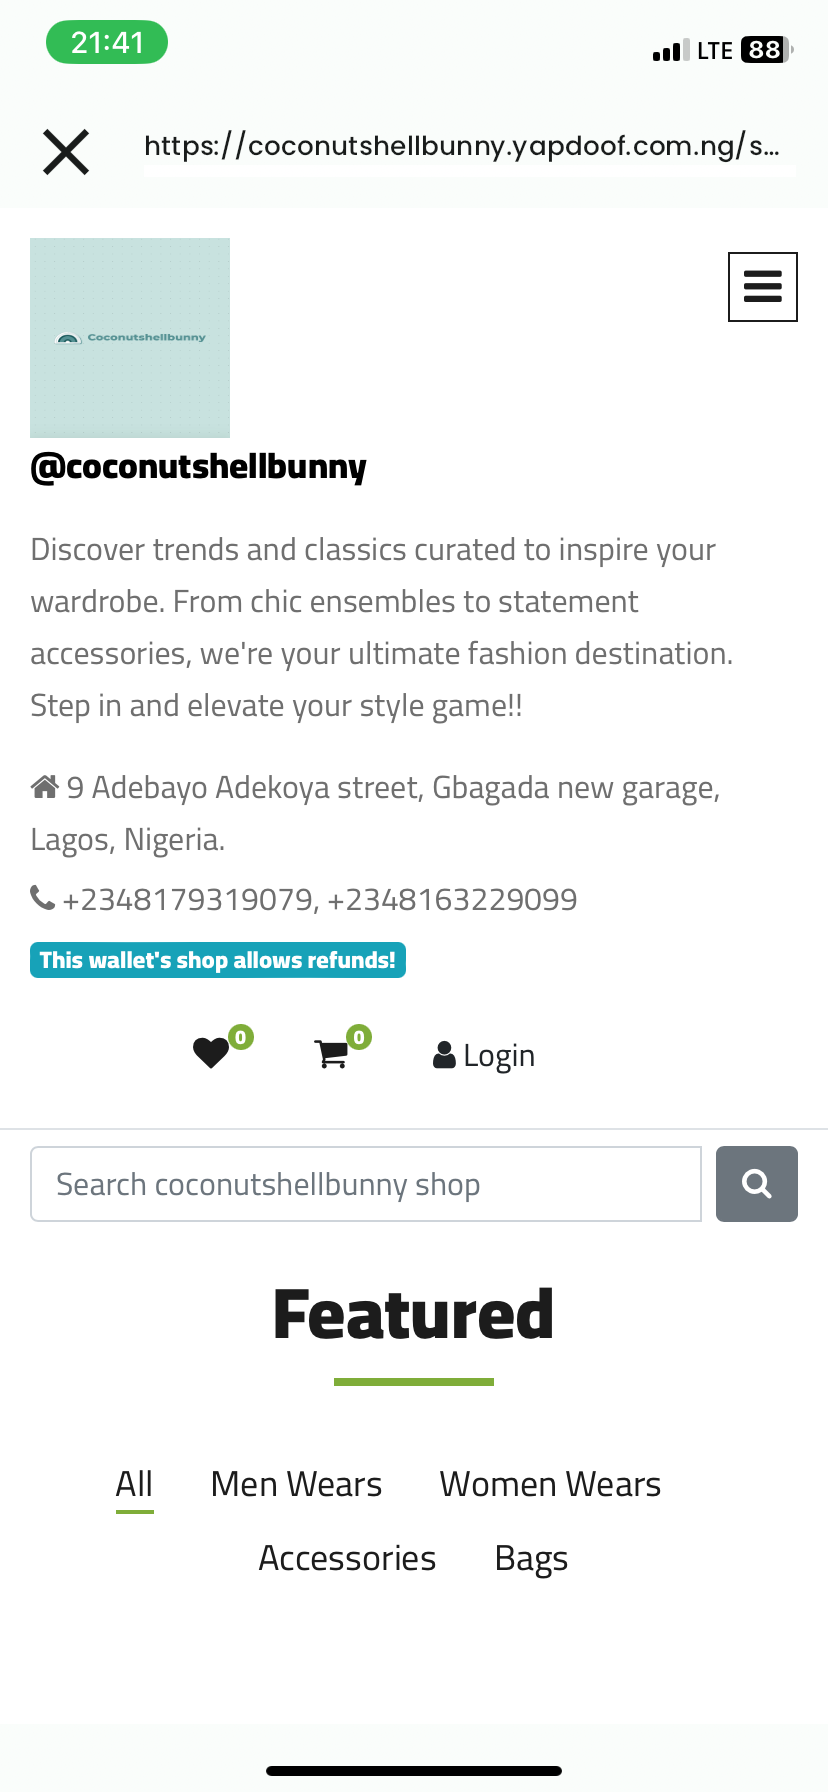 21:41
LTE 88
https://coconutshellbunny.yapdoof.com.ng/s...
Coconutshellbunny
@coconutshellbunny
Discover trends and classics curated to inspire your
wardrobe. From chic ensembles to statement
accessories, we're your ultimate fashion destination.
Step in and elevate your style game!!
9 Adebayo Adekoya street, Gbagada new garage,
Lagos, Nigeria.
+2348179319079, +2348163229099
This wallet's shop allows refunds!
0 0 Login
Search coconutshellbunny shop
Featured
All Men Wears Women Wears
Accessories Bags